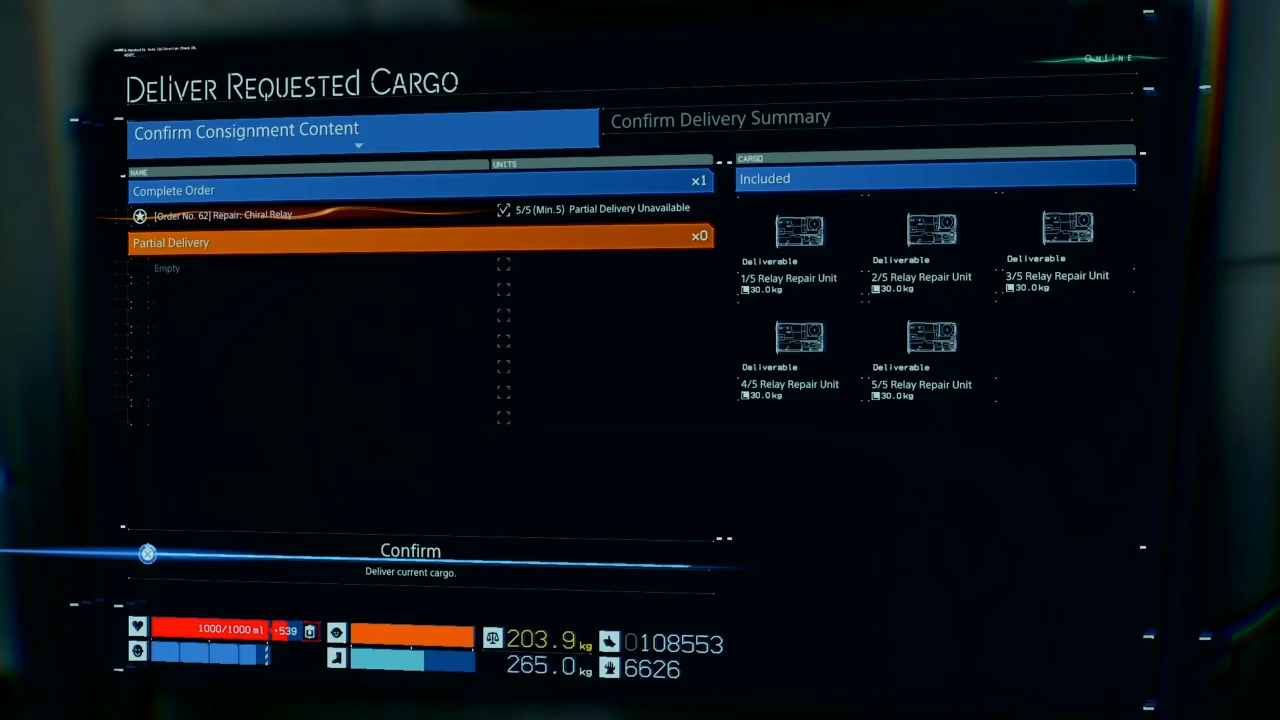 Online
Deliver Requested Cargo
Confirm Consignment Content
Confirm Delivery Summary
NAME
UNITS
CARGO
Complete Order
x1
Included
[Order No. 62] Repair: Chiral Relay
5/5 (Min.5) Partial Delivery Unavailable
Partial Delivery
x0
Empty
Deliverable
Deliverable
Deliverable
1/5 Relay Repair Unit
2/5 Relay Repair Unit
3/5 Relay Repair Unit
30.0kg
30.0kg
30.0kg
Deliverable
Deliverable
4/5 Relay Repair Unit
5/5 Relay Repair Unit
30.0kg
30.0kg
Confirm
Deliver current cargo.
1000/1000 ml
+539
203.9 kg
0108553
265.0 kg
6626